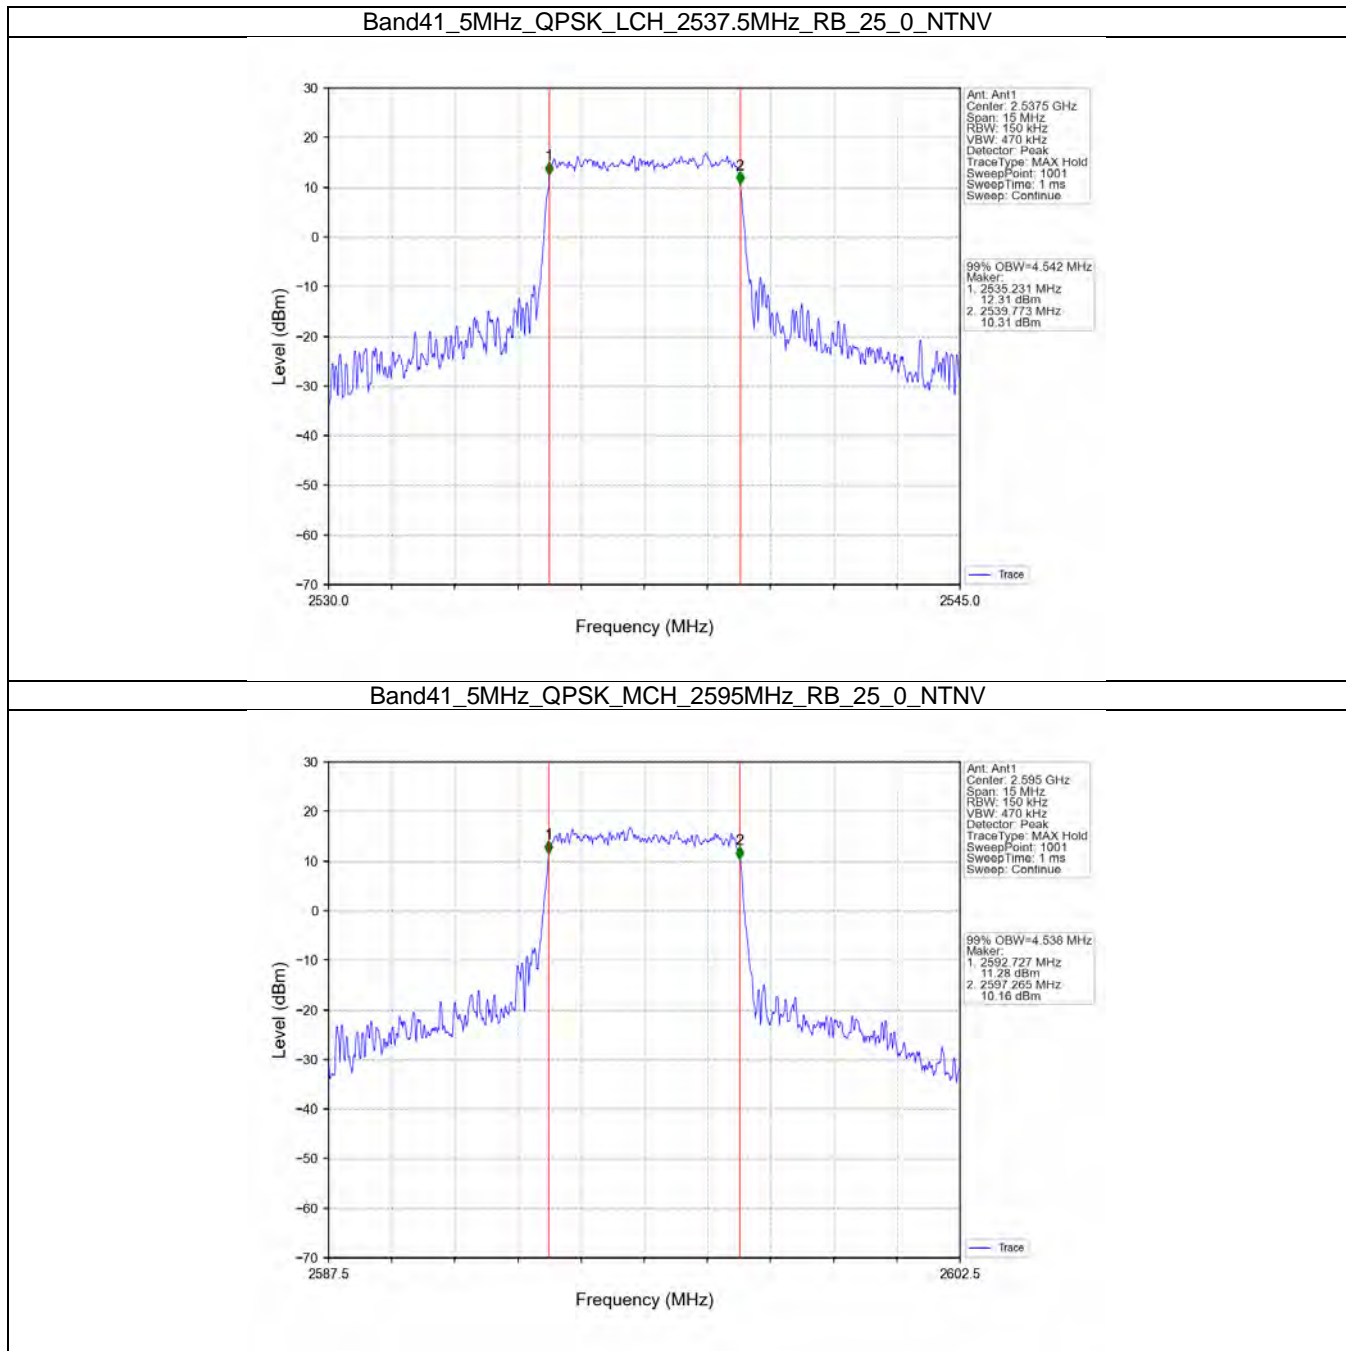 Band41_5MHz_QPSK_LCH_2537.5MHz_RB_25_0_NTNV
30
20
10
0
−10
−20
−30
−40
−50
−60
−70
Level (dBm)
1
2
2530.0
2545.0
Frequency (MHz)
Ant: Ant1
Center: 2.5375 GHz
Span: 15 MHz
RBW: 150 kHz
VBW: 470 kHz
Detector: Peak
TraceType: MAX Hold
SweepPoint: 1001
SweepTime: 1 ms
Sweep: Continue
99% OBW=4.542 MHz
Maker:
1. 2535.231 MHz
12.31 dBm
2. 2539.773 MHz
10.31 dBm
Trace
Band41_5MHz_QPSK_MCH_2595MHz_RB_25_0_NTNV
30
20
10
0
−10
−20
−30
−40
−50
−60
−70
Level (dBm)
1
2
2587.5
2602.5
Frequency (MHz)
Ant: Ant1
Center: 2.595 GHz
Span: 15 MHz
RBW: 150 kHz
VBW: 470 kHz
Detector: Peak
TraceType: MAX Hold
SweepPoint: 1001
SweepTime: 1 ms
Sweep: Continue
99% OBW=4.538 MHz
Maker:
1. 2592.727 MHz
11.28 dBm
2. 2597.265 MHz
10.16 dBm
Trace